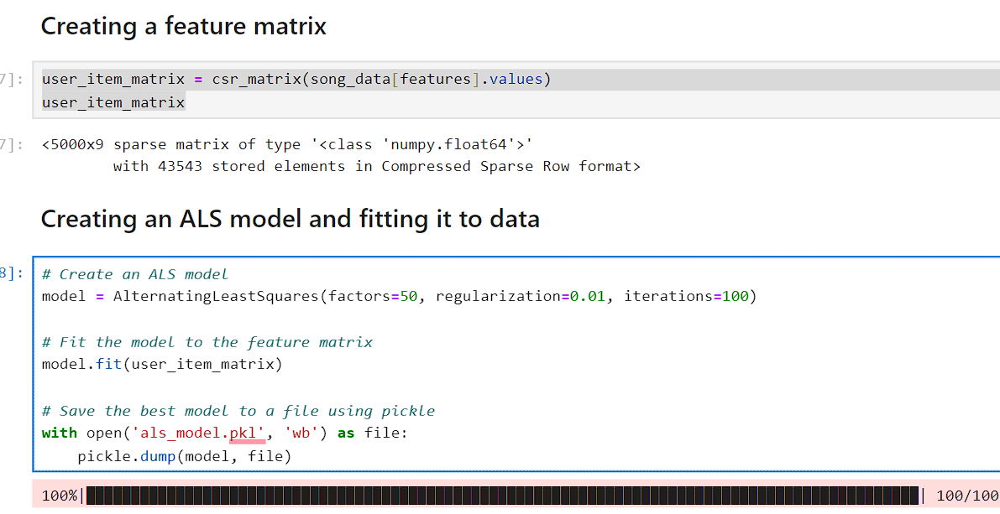 Creating a feature matrix
7]: user_item_matrix = csr_matrix(song_data[features].values)
user_item_matrix
7]: <5000x9 sparse matrix of type '<class 'numpy.float64'>'
with 43543 stored elements in Compressed Sparse Row format>
Creating an ALS model and fitting it to data
8]: # Create an ALS model
model = AlternatingLeastSquares(factors=50, regularization=0.01, iterations=100)
# Fit the model to the feature matrix
model.fit(user_item_matrix)
# Save the best model to a file using pickle
with open('als_model.pkl', 'wb') as file:
pickle.dump(model, file)
100%| | 100/100